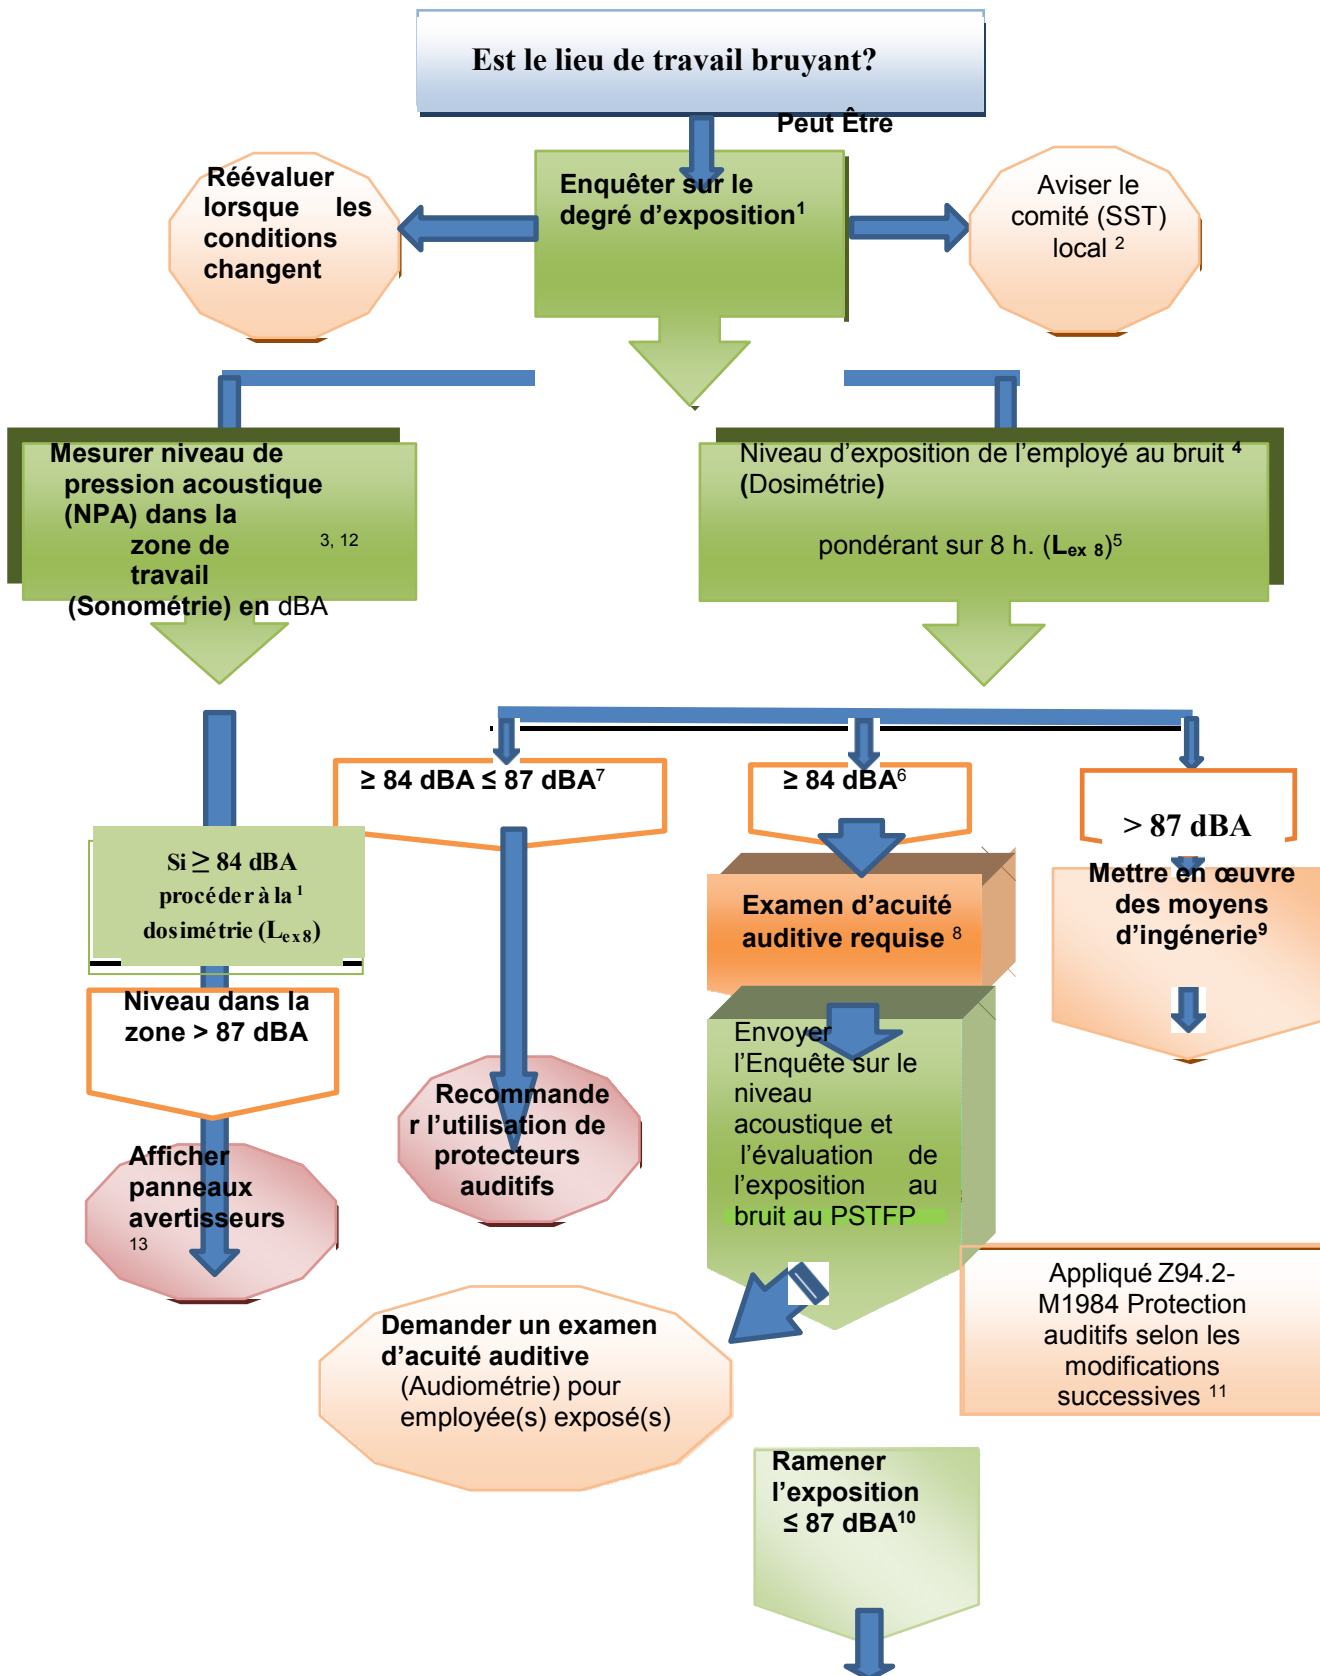 Est le lieu de travail bruyant?
Peut Être
Réévaluer
lorsque les
conditions
changent
Enquêter sur le
degré d’exposition¹
Aviser le
comité (SST)
local ²
Mesurer niveau de
pression acoustique
(NPA) dans la
zone de 3, 12
travail
(Sonométrie) en dBA
Niveau d’exposition de l’employé au bruit ⁴
(Dosimétrie)
pondérant sur 8 h. (Lex 8)⁵
≥ 84 dBA ≤ 87 dBA⁷
≥ 84 dBA⁶
> 87 dBA
Si ≥ 84 dBA
procéder à la ¹
dosimétrie (Lex8)
Examen d’acuité
auditive requise ⁸
Mettre en œuvre
des moyens
d’ingénerie⁹
Niveau dans la
zone > 87 dBA
Envoyer
l’Enquête sur le
niveau
acoustique et
l’évaluation de
l’exposition au
bruit au PSTFP
Recommande
r l’utilisation de
protecteurs
auditifs
Afficher
panneaux
avertisseurs
13
Appliqué Z94.2-
M1984 Protection
auditifs selon les
modifications
successives ¹¹
Demander un examen
d’acuité auditive
(Audiométrie) pour
employée(s) exposé(s)
Ramener
l’exposition
≤ 87 dBA¹⁰